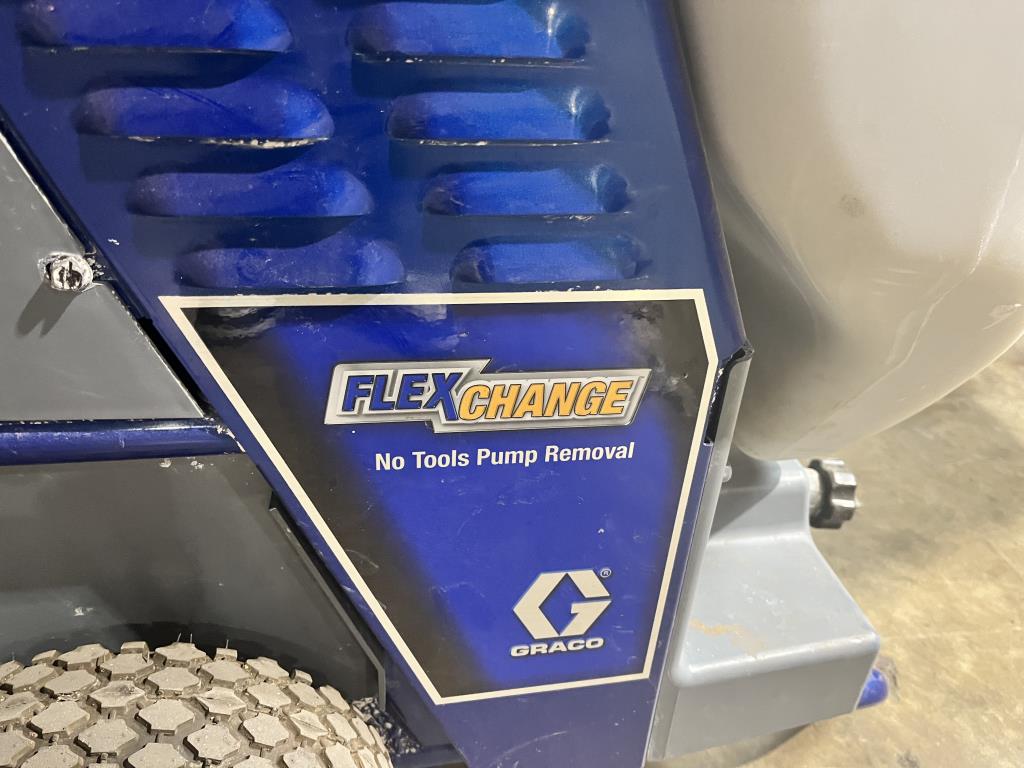 FLEXCHANGE
No Tools Pump Removal
®
GRACO